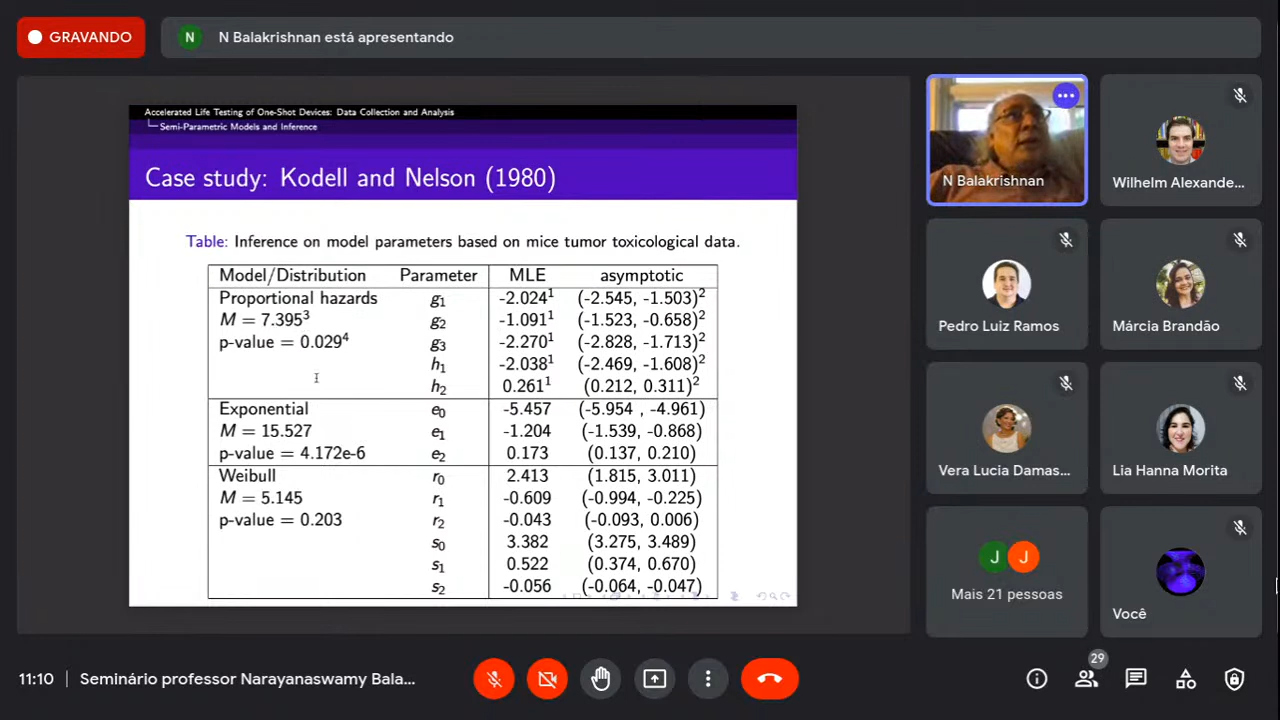 GRAVANDO
N
N Balakrishnan está apresentando
Accelerated Life Testing of One-Shot Devices: Data Collection and Analysis
Semi-Parametric Models and Inference
Case study: Kodell and Nelson (1980)
Table: Inference on model parameters based on mice tumor toxicological data.
Model/Distribution Parameter MLE asymptotic
Proportional hazards g₁ -2.024¹ (-2.545, -1.503)²
M = 7.395³ g₂ -1.091¹ (-1.523, -0.658)²
p-value = 0.029⁴ g₃ -2.270¹ (-2.828, -1.713)²
h₁ -2.038¹ (-2.469, -1.608)²
h₂ 0.261¹ (0.212, 0.311)²
Exponential e₀ -5.457 (-5.954 , -4.961)
M = 15.527 e₁ -1.204 (-1.539, -0.868)
p-value = 4.172e-6 e₂ 0.173 (0.137, 0.210)
Weibull r₀ 2.413 (1.815, 3.011)
M = 5.145 r₁ -0.609 (-0.994, -0.225)
p-value = 0.203 r₂ -0.043 (-0.093, 0.006)
s₀ 3.382 (3.275, 3.489)
s₁ 0.522 (0.374, 0.670)
s₂ -0.056 (-0.064, -0.047)
N Balakrishnan
Wilhelm Alexande...
Pedro Luiz Ramos
Márcia Brandão
Vera Lucia Damas...
Lia Hanna Morita
J J
Mais 21 pessoas
Você
11:10 | Seminário professor Narayanaswamy Bala...
29